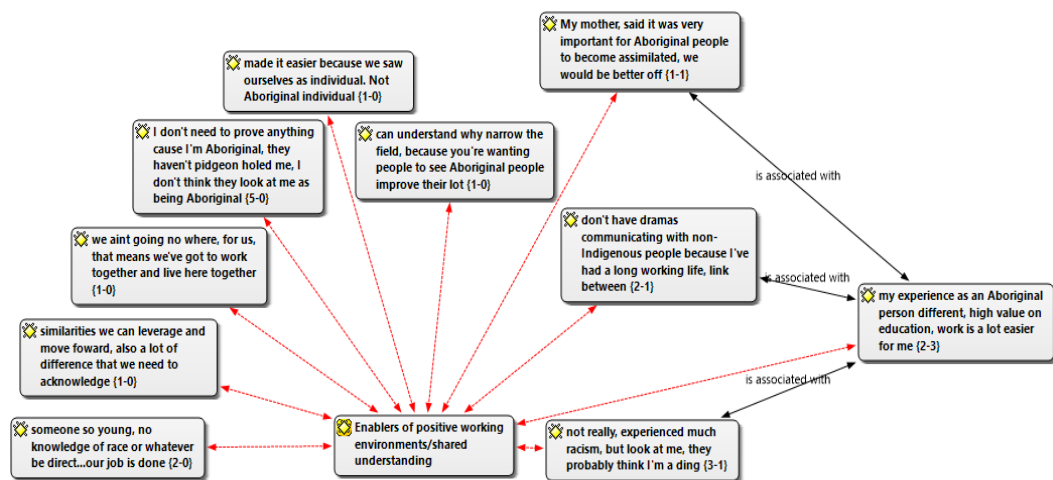 My mother, said it was very
important for Aboriginal people
to become assimilated, we
would be better off {1-1}
made it easier because we saw
ourselves as individual. Not
Aboriginal individual {1-0}
I don't need to prove anything
cause I'm Aboriginal, they
haven't pidgeon holed me, I
don't think they look at me as
being Aboriginal {5-0}
can understand why narrow the
field, because you're wanting
people to see Aboriginal people
improve their lot {1-0}
is associated with
don't have dramas
communicating with non-
Indigenous people because I've
had a long working life, link
between {2-1}
we aint going no where, for us,
that means we've got to work
together and live here together
{1-0}
is associated with
my experience as an Aboriginal
person different, high value on
education, work is a lot easier
for me {2-3}
similarities we can leverage and
move foward, also a lot of
difference that we need to
acknowledge {1-0}
is associated with
someone so young, no
knowledge of race or whatever
be direct...our job is done {2-0}
Enablers of positive working
environments/shared
understanding
not really, experienced much
racism, but look at me, they
probably think I'm a ding {3-1}